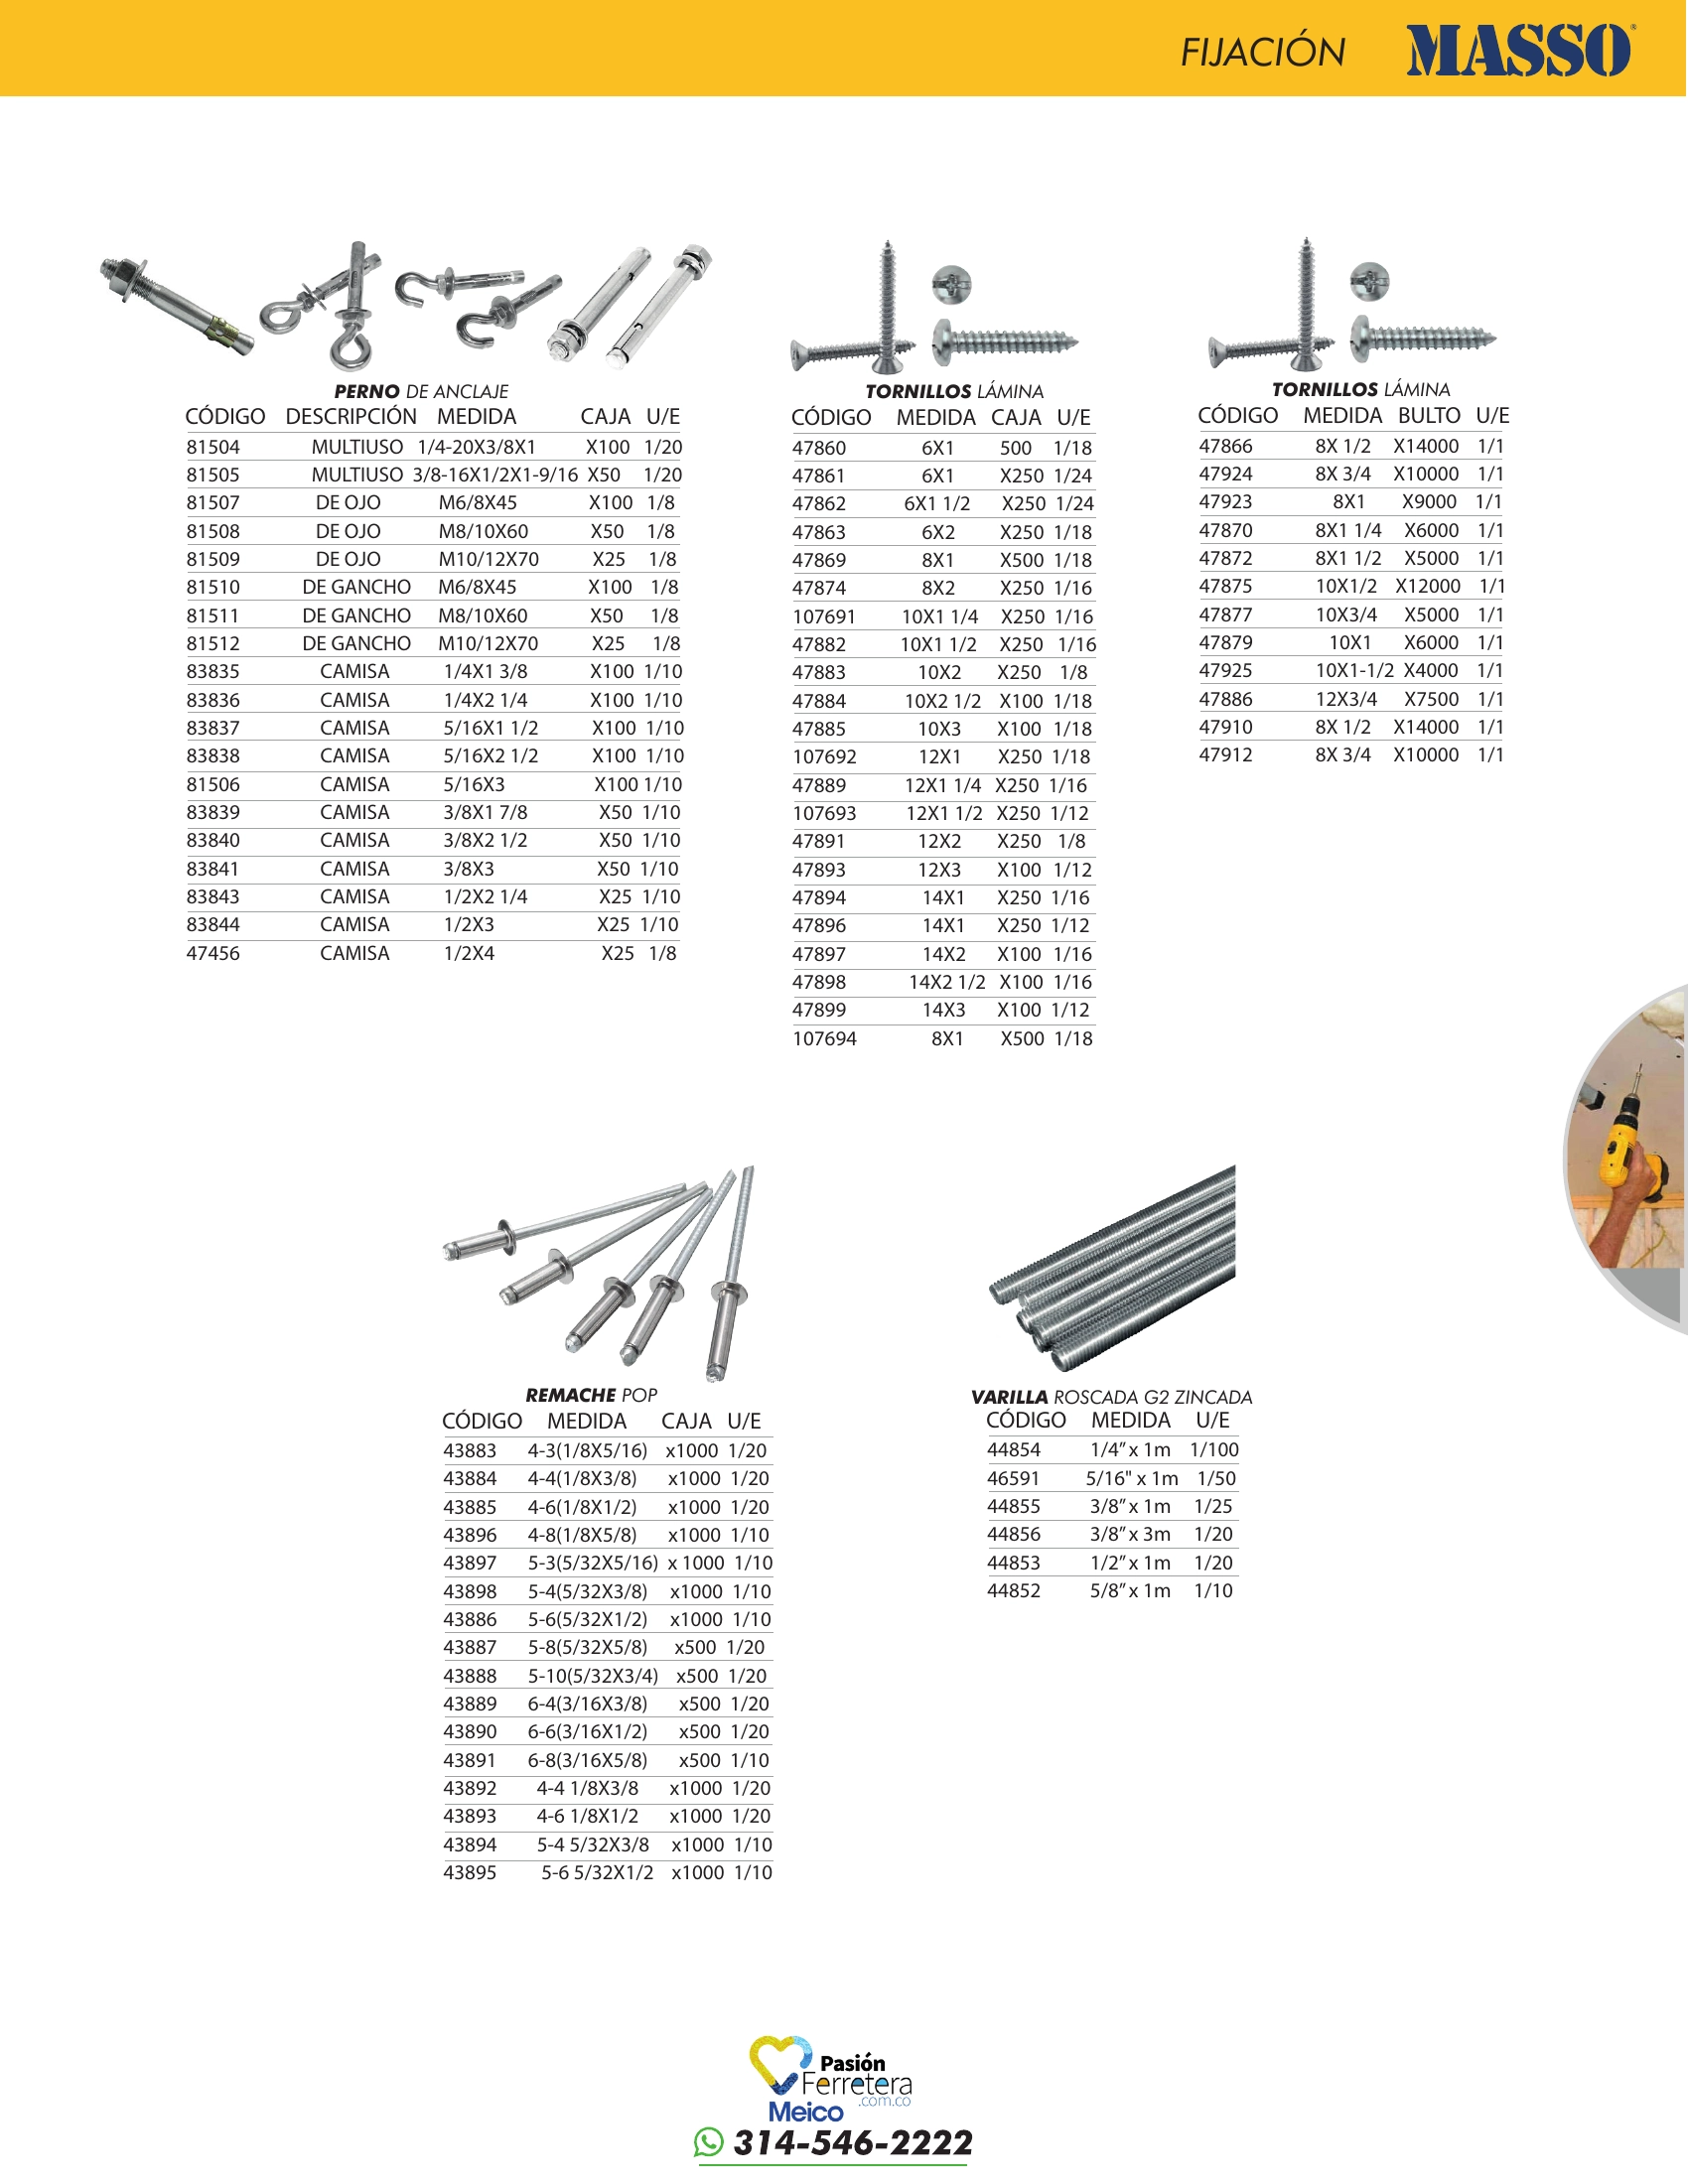 FIJACIÓN MASSO®
PERNO DE ANCLAJE
CÓDIGO DESCRIPCIÓN MEDIDA CAJA U/E
81504 MULTIUSO 1/4-20X3/8X1 X100 1/20
81505 MULTIUSO 3/8-16X1/2X1-9/16 X50 1/20
81507 DE OJO M6/8X45 X100 1/8
81508 DE OJO M8/10X60 X50 1/8
81509 DE OJO M10/12X70 X25 1/8
81510 DE GANCHO M6/8X45 X100 1/8
81511 DE GANCHO M8/10X60 X50 1/8
81512 DE GANCHO M10/12X70 X25 1/8
83835 CAMISA 1/4X1 3/8 X100 1/10
83836 CAMISA 1/4X2 1/4 X100 1/10
83837 CAMISA 5/16X1 1/2 X100 1/10
83838 CAMISA 5/16X2 1/2 X100 1/10
81506 CAMISA 5/16X3 X100 1/10
83839 CAMISA 3/8X1 7/8 X50 1/10
83840 CAMISA 3/8X2 1/2 X50 1/10
83841 CAMISA 3/8X3 X50 1/10
83843 CAMISA 1/2X2 1/4 X25 1/10
83844 CAMISA 1/2X3 X25 1/10
47456 CAMISA 1/2X4 X25 1/8
TORNILLOS LÁMINA
CÓDIGO MEDIDA CAJA U/E
47860 6X1 500 1/18
47861 6X1 X250 1/24
47862 6X1 1/2 X250 1/24
47863 6X2 X250 1/18
47869 8X1 X500 1/18
47874 8X2 X250 1/16
107691 10X1 1/4 X250 1/16
47882 10X1 1/2 X250 1/16
47883 10X2 X250 1/8
47884 10X2 1/2 X100 1/18
47885 10X3 X100 1/18
107692 12X1 X250 1/18
47889 12X1 1/4 X250 1/16
107693 12X1 1/2 X250 1/12
47891 12X2 X250 1/8
47893 12X3 X100 1/12
47894 14X1 X250 1/16
47896 14X1 X250 1/12
47897 14X2 X100 1/16
47898 14X2 1/2 X100 1/16
47899 14X3 X100 1/12
107694 8X1 X500 1/18
TORNILLOS LÁMINA
CÓDIGO MEDIDA BULTO U/E
47866 8X 1/2 X14000 1/1
47924 8X 3/4 X10000 1/1
47923 8X1 X9000 1/1
47870 8X1 1/4 X6000 1/1
47872 8X1 1/2 X5000 1/1
47875 10X1/2 X12000 1/1
47877 10X3/4 X5000 1/1
47879 10X1 X6000 1/1
47925 10X1-1/2 X4000 1/1
47886 12X3/4 X7500 1/1
47910 8X 1/2 X14000 1/1
47912 8X 3/4 X10000 1/1
REMACHE POP
CÓDIGO MEDIDA CAJA U/E
43883 4-3(1/8X5/16) x1000 1/20
43884 4-4(1/8X3/8) x1000 1/20
43885 4-6(1/8X1/2) x1000 1/20
43896 4-8(1/8X5/8) x1000 1/10
43897 5-3(5/32X5/16) x 1000 1/10
43898 5-4(5/32X3/8) x1000 1/10
43886 5-6(5/32X1/2) x1000 1/10
43887 5-8(5/32X5/8) x500 1/20
43888 5-10(5/32X3/4) x500 1/20
43889 6-4(3/16X3/8) x500 1/20
43890 6-6(3/16X1/2) x500 1/20
43891 6-8(3/16X5/8) x500 1/10
43892 4-4 1/8X3/8 x1000 1/20
43893 4-6 1/8X1/2 x1000 1/20
43894 5-4 5/32X3/8 x1000 1/10
43895 5-6 5/32X1/2 x1000 1/10
VARILLA ROSCADA G2 ZINCADA
CÓDIGO MEDIDA U/E
44854 1/4” x 1m 1/100
46591 5/16" x 1m 1/50
44855 3/8” x 1m 1/25
44856 3/8” x 3m 1/20
44853 1/2” x 1m 1/20
44852 5/8” x 1m 1/10
Pasión
Ferretera
.com.co
Meico
314-546-2222